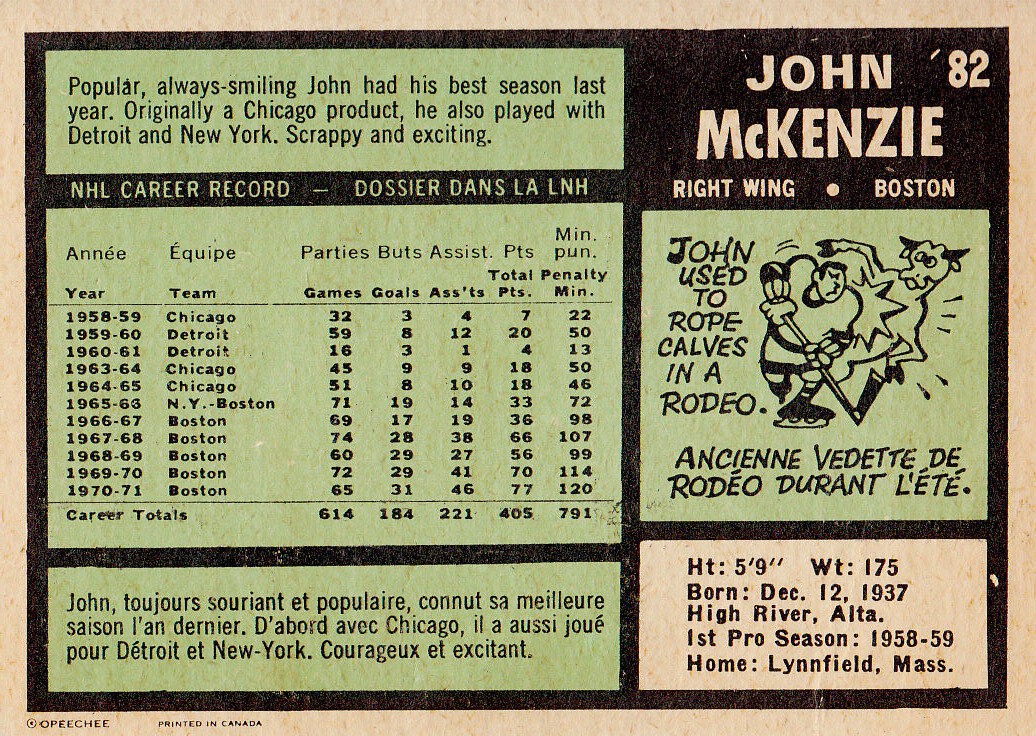 Popular, always-smiling John had his best season last
year. Originally a Chicago product, he also played with
Detroit and New York. Scrappy and exciting.
JOHN '82
McKENZIE
RIGHT WING • BOSTON
NHL CAREER RECORD — DOSSIER DANS LA LNH
Année Équipe Parties Buts Assist. Pts Min. pun.
Year Team Games Goals Ass'ts Total Pts. Penalty Min.
1958-59 Chicago 32 3 4 7 22
1959-60 Detroit 59 8 12 20 50
1960-61 Detroit 16 3 1 4 13
1963-64 Chicago 45 9 9 18 50
1964-65 Chicago 51 8 10 18 46
1965-66 N.Y.-Boston 71 19 14 33 72
1966-67 Boston 69 17 19 36 98
1967-68 Boston 74 28 38 66 107
1968-69 Boston 60 29 27 56 99
1969-70 Boston 72 29 41 70 114
1970-71 Boston 65 31 46 77 120
Career Totals 614 184 221 405 791
JOHN
USED
TO
ROPE
CALVES
IN A
RODEO.
ANCIENNE VEDETTE DE
RODÉO DURANT L'ÉTÉ.
John, toujours souriant et populaire, connut sa meilleure
saison l'an dernier. D'abord avec Chicago, il a aussi joué
pour Détroit et New-York. Courageux et excitant.
Ht: 5'9" Wt: 175
Born: Dec. 12, 1937
High River, Alta.
1st Pro Season: 1958-59
Home: Lynnfield, Mass.
© OPEECHEE PRINTED IN CANADA